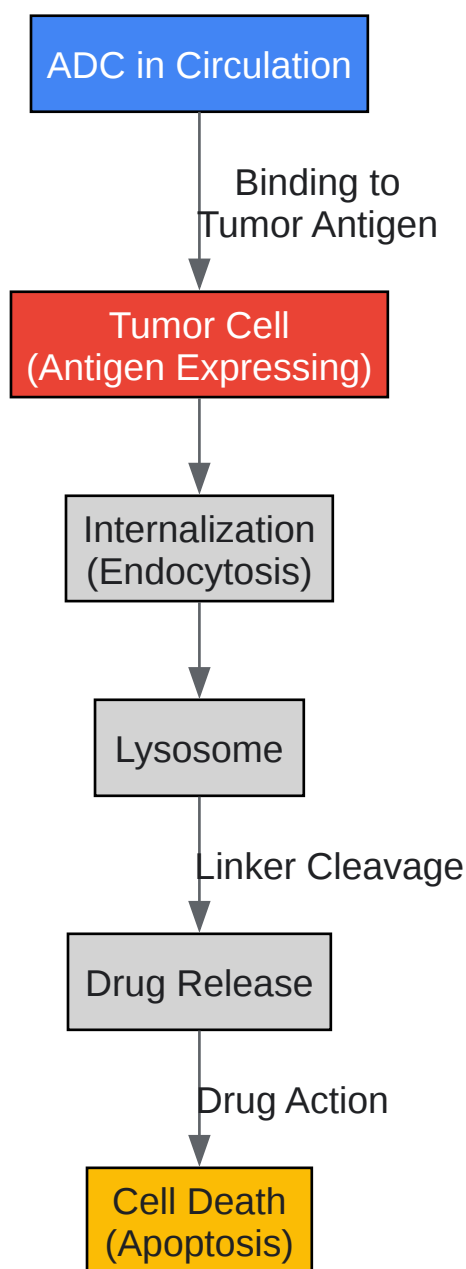 ADC in Circulation
Binding to
Tumor Antigen
Tumor Cell
(Antigen Expressing)
Internalization
(Endocytosis)
Lysosome
Linker Cleavage
Drug Release
Drug Action
Cell Death
(Apoptosis)